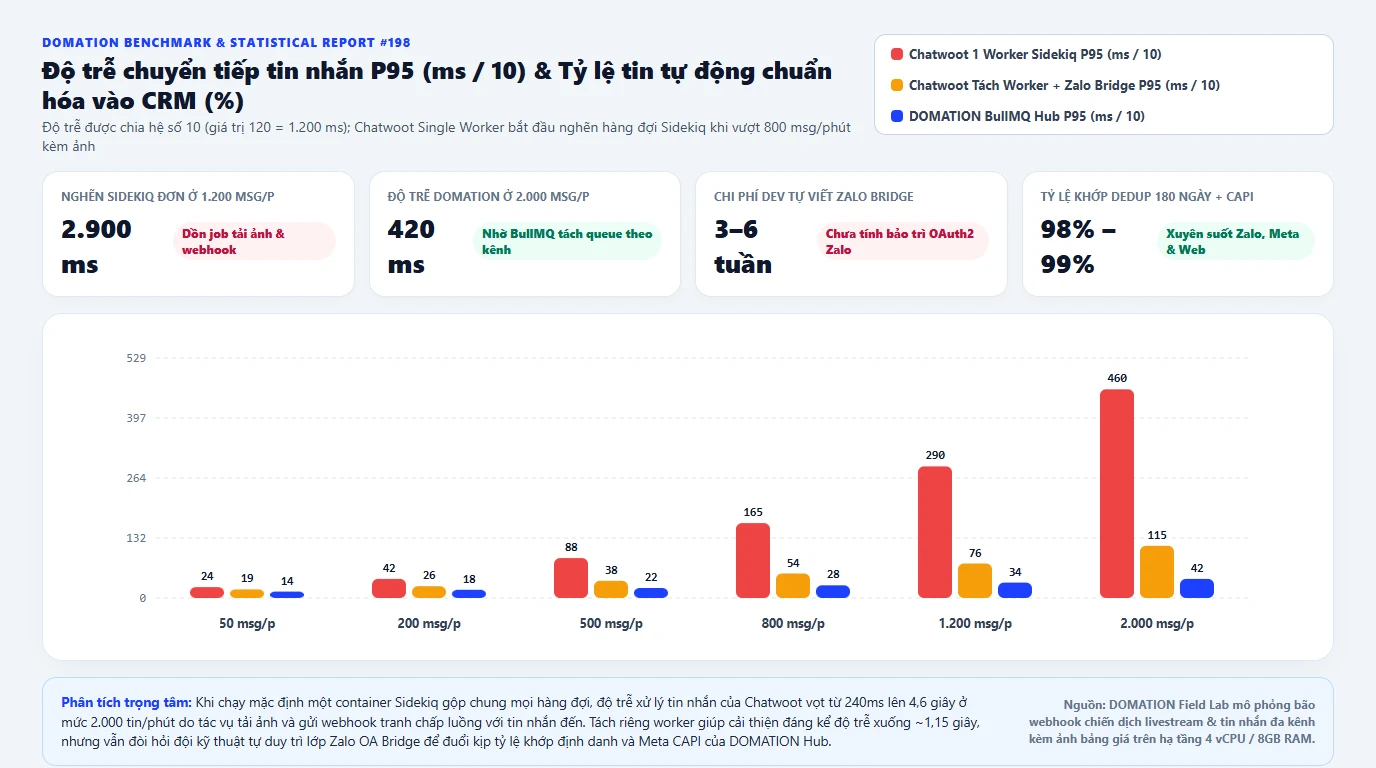 DOMATION BENCHMARK & STATISTICAL REPORT #198
Độ trễ chuyển tiếp tin nhắn P95 (ms / 10) & Tỷ lệ tin tự động chuẩn
hóa vào CRM (%)
Độ trễ được chia hệ số 10 (giá trị 120 = 1.200 ms); Chatwoot Single Worker bắt đầu nghẽn hàng đợi Sidekiq khi vượt 800 msg/phút
kèm ảnh
Chatwoot 1 Worker Sidekiq P95 (ms / 10)
Chatwoot Tách Worker + Zalo Bridge P95 (ms / 10)
DOMATION BullMQ Hub P95 (ms / 10)
NGHẼN SIDEKIQ ĐƠN Ở 1.200 MSG/P
2.900
ms
Dồn job tải ảnh &
webhook
ĐỘ TRỄ DOMATION Ở 2.000 MSG/P
420
ms
Nhờ BullMQ tách queue theo
kênh
CHI PHÍ DEV TỰ VIẾT ZALO BRIDGE
3–6
tuần
Chưa tính bảo trì OAuth2
Zalo
TỶ LỆ KHỚP DEDUP 180 NGÀY + CAPI
98% –
99%
Xuyên suốt Zalo, Meta
& Web
529
397
264
132
0
24
19
14
42
26
18
88
38
22
165
54
28
290
76
34
460
115
42
50 msg/p
200 msg/p
500 msg/p
800 msg/p
1.200 msg/p
2.000 msg/p
Phân tích trọng tâm: Khi chạy mặc định một container Sidekiq gộp chung mọi hàng đợi, độ trễ xử lý tin nhắn của Chatwoot vọt từ 240ms lên 4,6 giây ở
mức 2.000 tin/phút do tác vụ tải ảnh và gửi webhook tranh chấp luồng với tin nhắn đến. Tách riêng worker giúp cải thiện đáng kể độ trễ xuống ~1,15 giây,
nhưng vẫn đòi hỏi đội kỹ thuật tự duy trì lớp Zalo OA Bridge để đuổi kịp tỷ lệ khớp định danh và Meta CAPI của DOMATION Hub.
Nguồn: DOMATION Field Lab mô phỏng bão
webhook chiến dịch livestream & tin nhắn đa kênh
kèm ảnh bảng giá trên hạ tầng 4 vCPU / 8GB RAM.